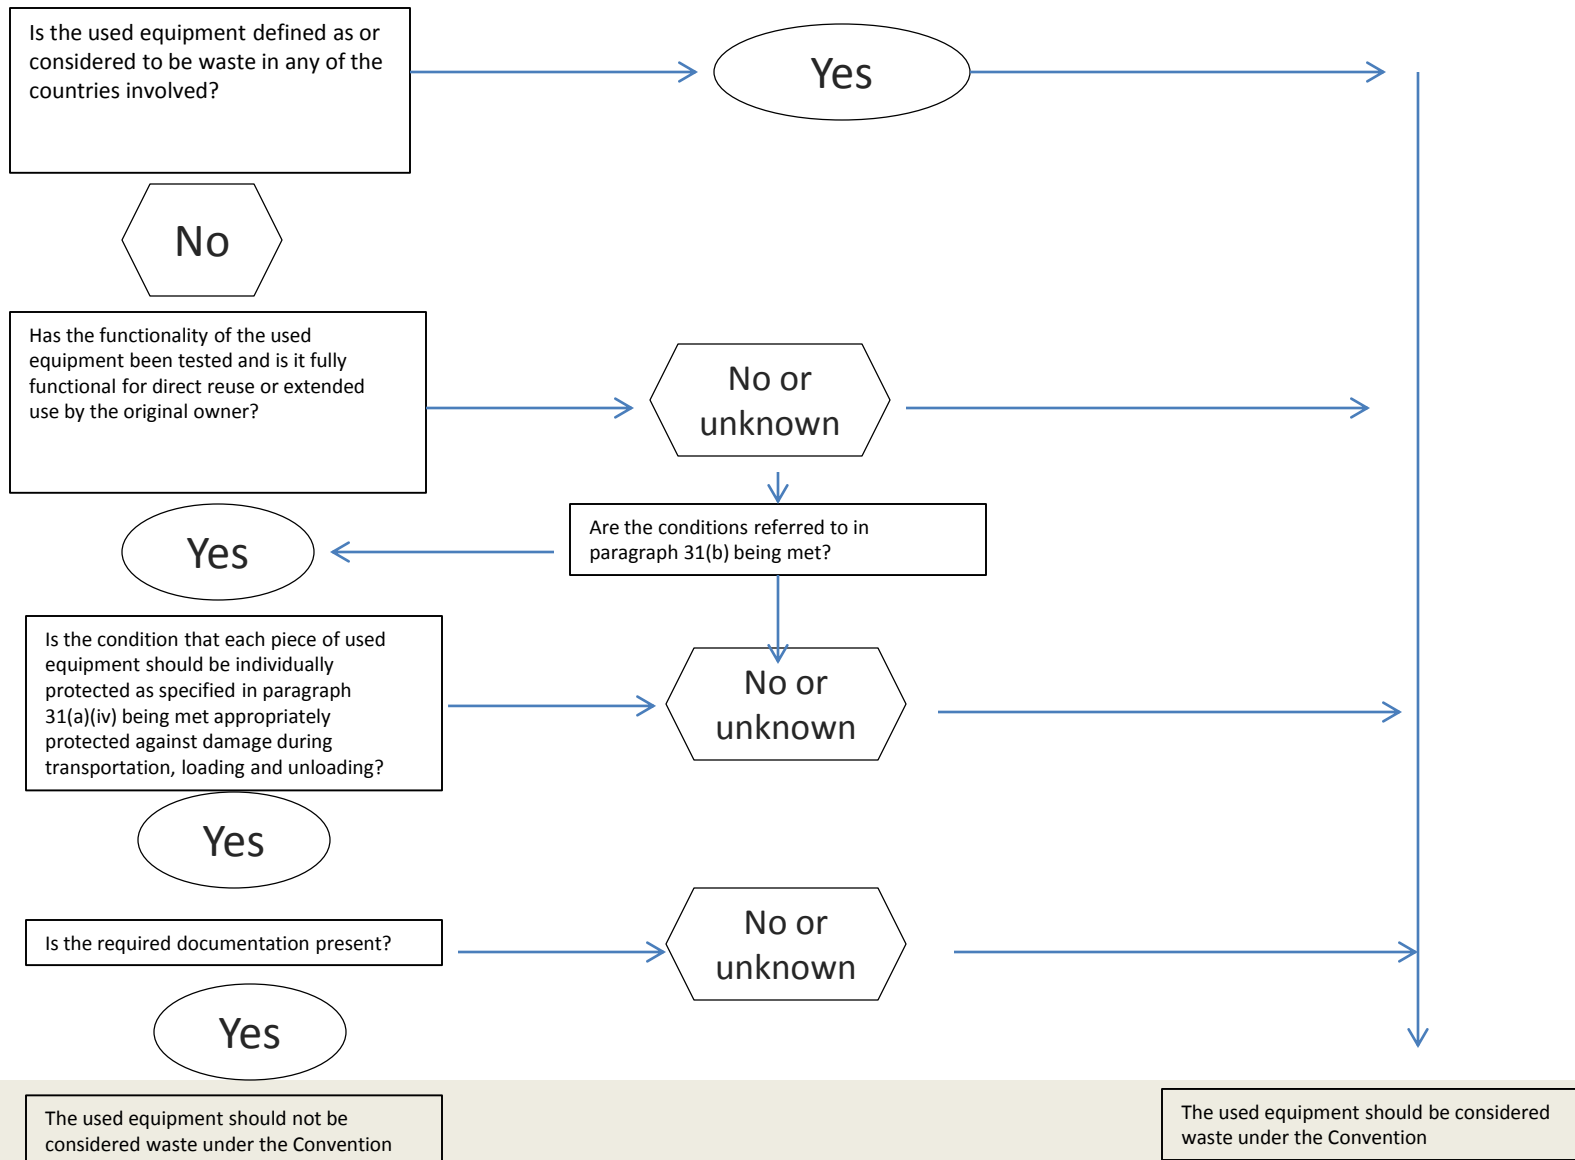 Is the used equipment defined as or
considered to be waste in any of the
countries involved?
Yes
No
Has the functionality of the used
equipment been tested and is it fully
functional for direct reuse or extended
use by the original owner?
No or
unknown
Are the conditions referred to in
paragraph 31(b) being met?
Yes
Is the condition that each piece of used
equipment should be individually
protected as specified in paragraph
31(a)(iv) being met appropriately
protected against damage during
transportation, loading and unloading?
No or
unknown
Yes
Is the required documentation present?
No or
unknown
Yes
The used equipment should not be
considered waste under the Convention
The used equipment should be considered
waste under the Convention